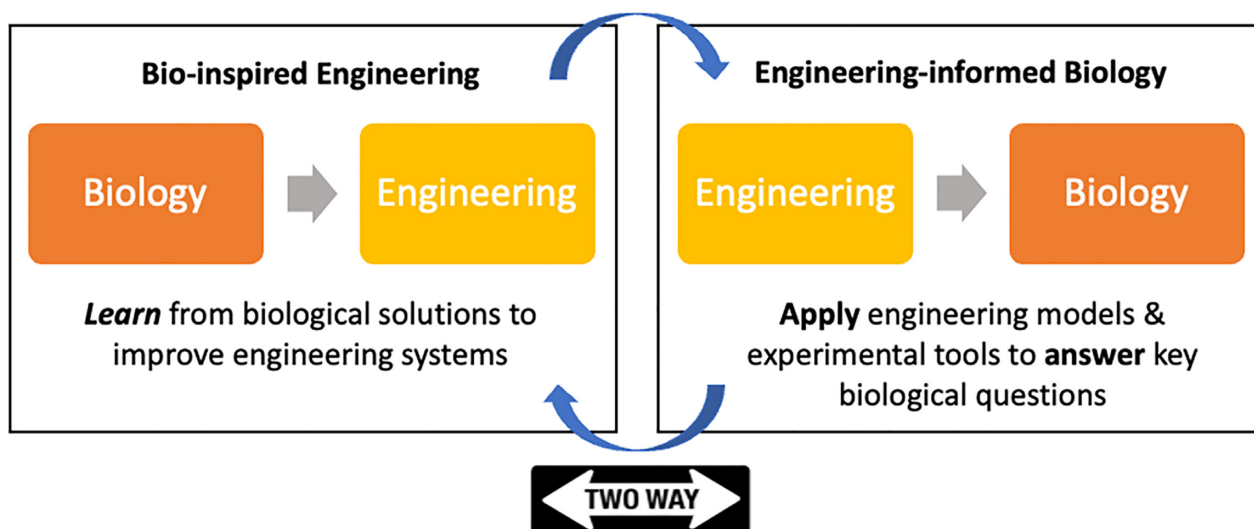 Bio-inspired Engineering
Biology
Engineering
Learn from biological solutions to
improve engineering systems
Engineering-informed Biology
Engineering
Biology
Apply engineering models &
experimental tools to answer key
biological questions
TWO WAY